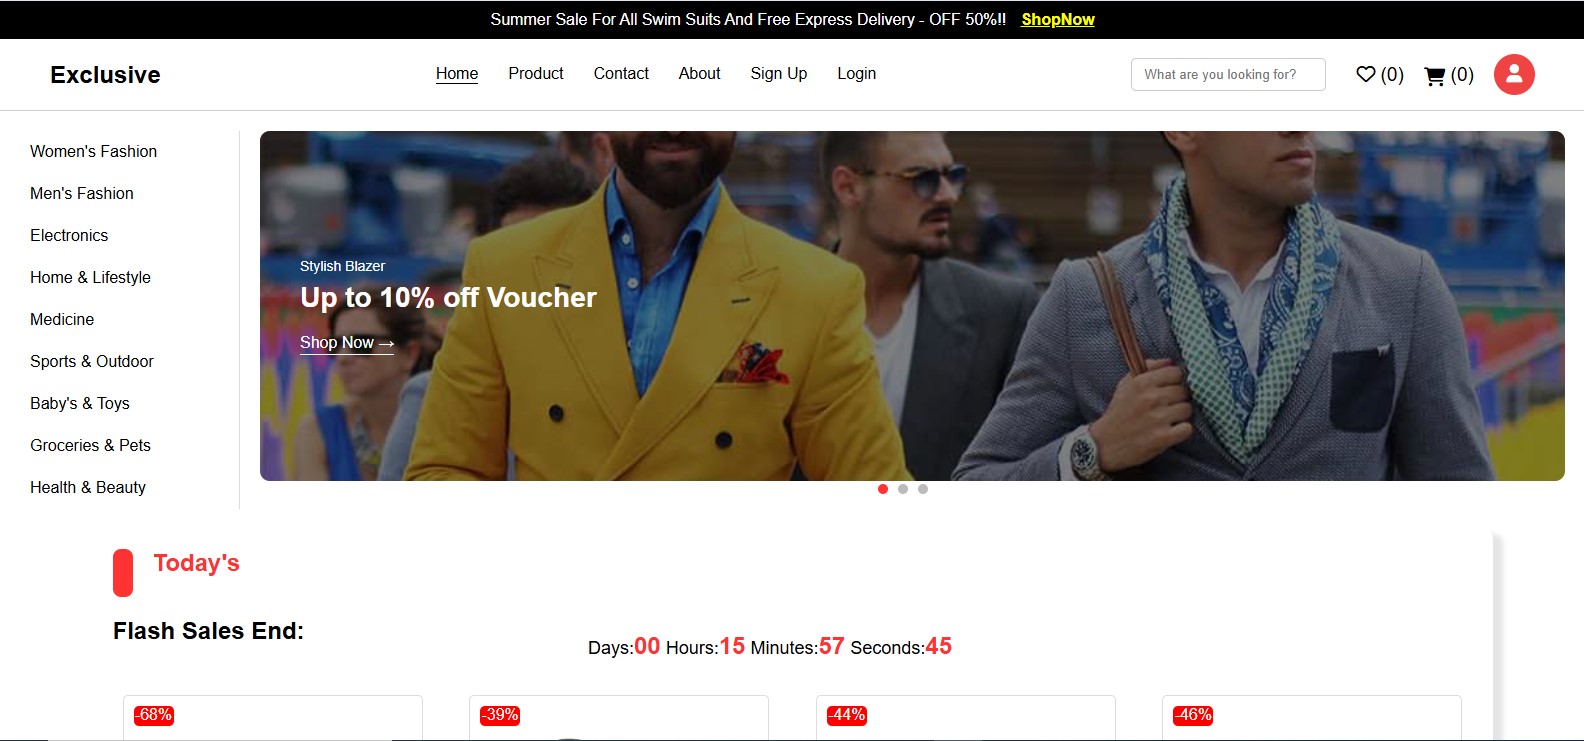 Summer Sale For All Swim Suits And Free Express Delivery - OFF 50%!! ShopNow
Exclusive
Home Product Contact About Sign Up Login
What are you looking for?
(0) (0)
Women's Fashion
Men's Fashion
Electronics
Home & Lifestyle
Medicine
Sports & Outdoor
Baby's & Toys
Groceries & Pets
Health & Beauty
Stylish Blazer
Up to 10% off Voucher
Shop Now →
Today's
Flash Sales End:
Days:00 Hours:15 Minutes:57 Seconds:45
-68% -39% -44% -46%